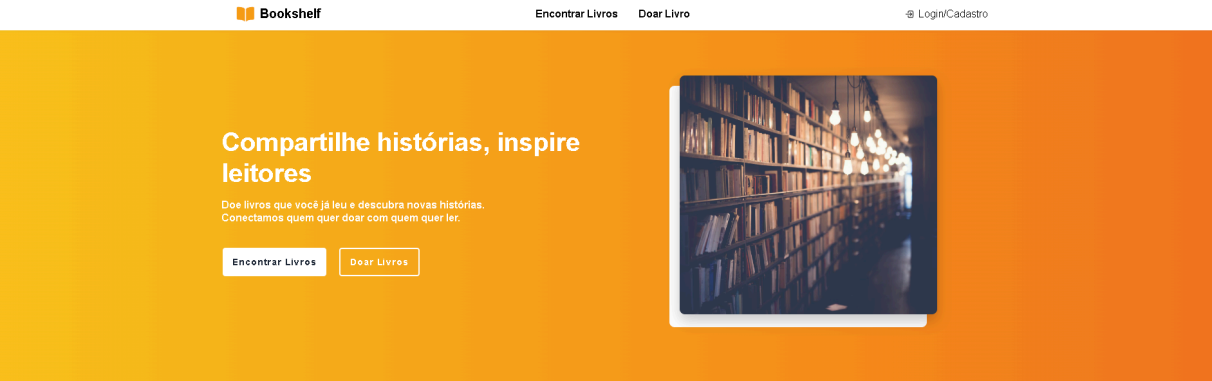 Bookshelf
Encontrar Livros
Doar Livro
Login/Cadastro
Compartilhe histórias, inspire
leitores
Doe livros que você já leu e descubra novas histórias.
Conectamos quem quer doar com quem quer ler.
Encontrar Livros
Doar Livros